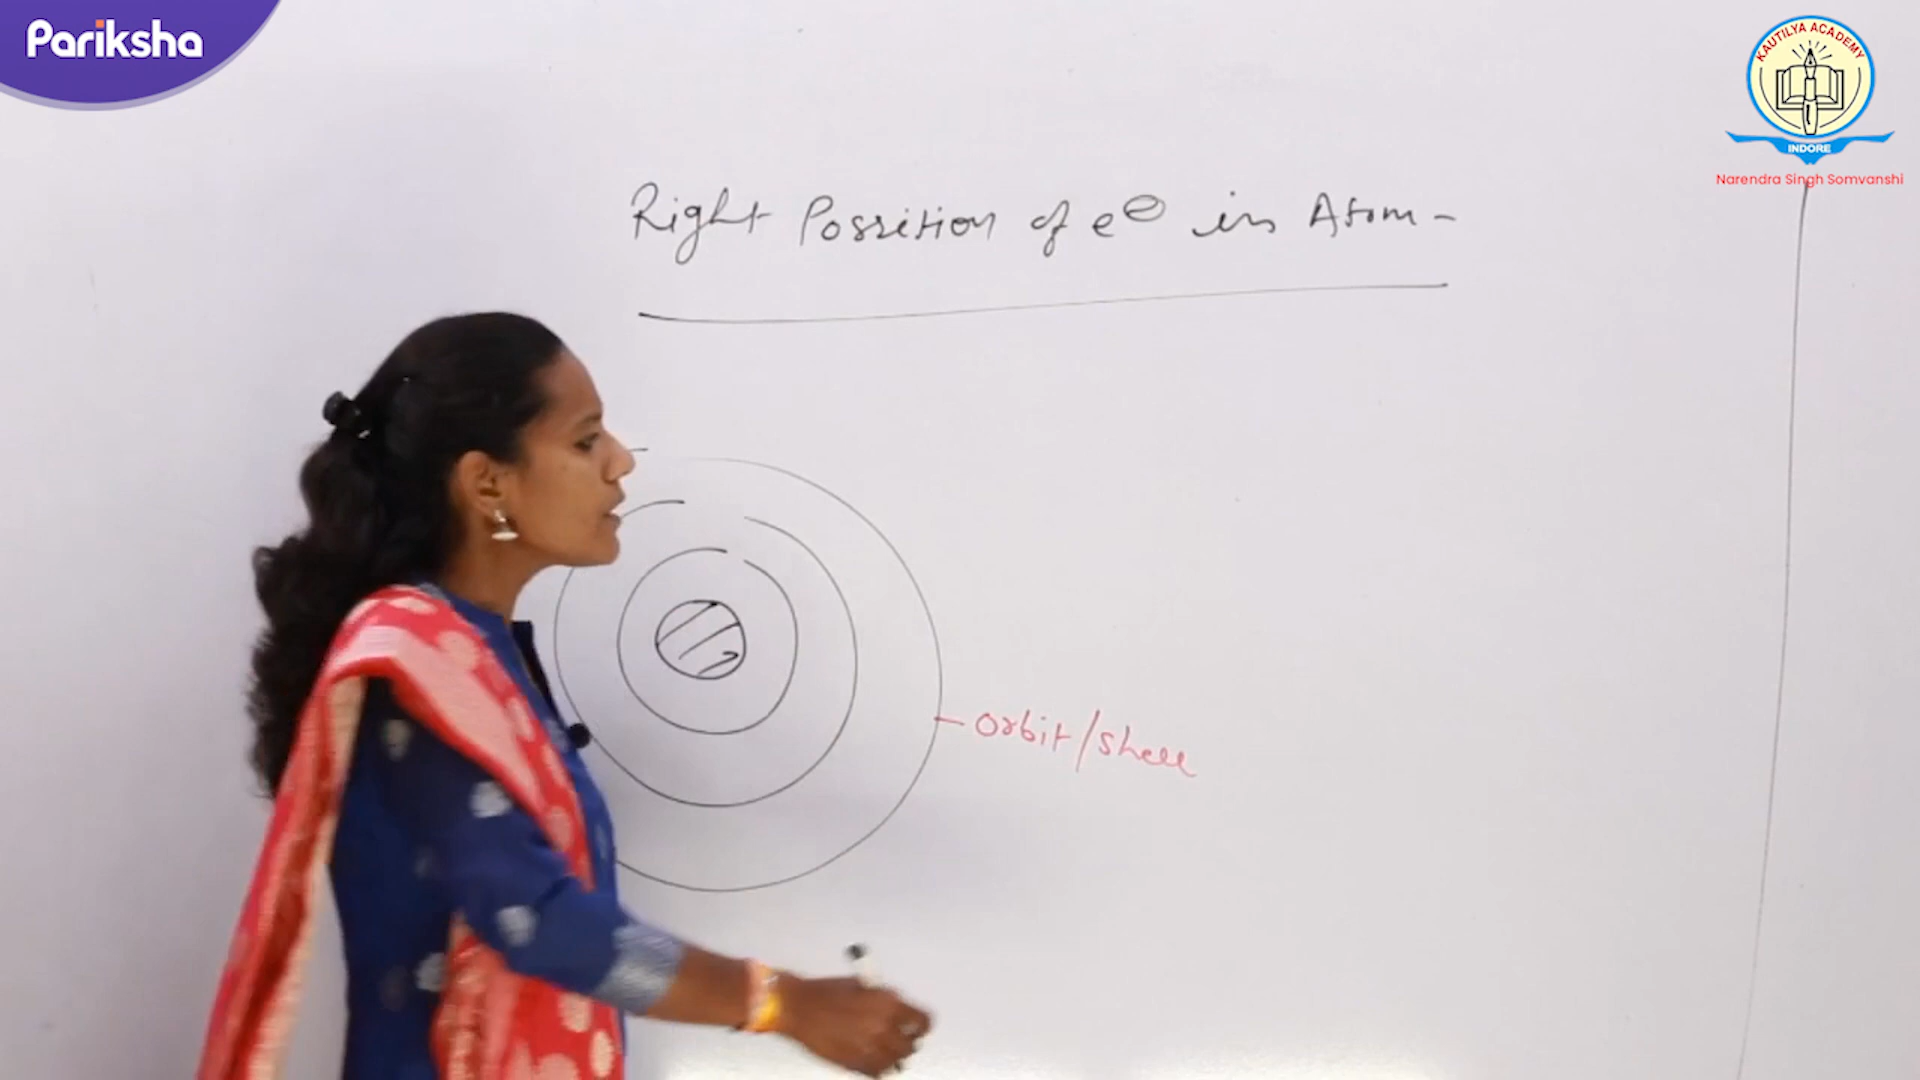 Pariksha
KAUTILYA ACADEMY
INDORE
Narendra Singh Somvanshi
Right Possition of e⊖ in Atom -
- orbit/shell